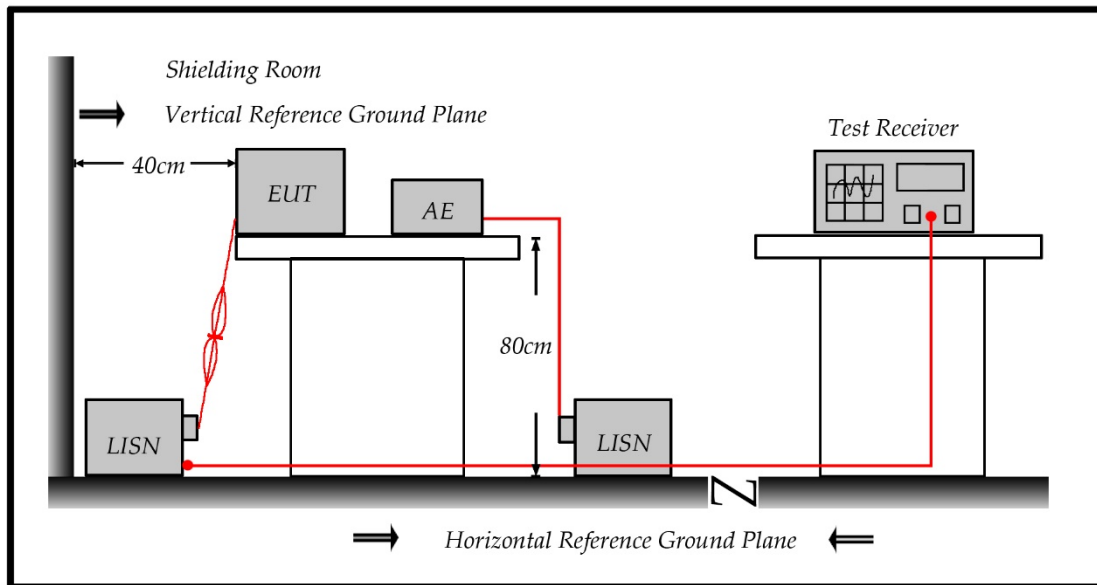 Shielding Room
Vertical Reference Ground Plane
40cm
Test Receiver
EUT
AE
80cm
LISN
LISN
Horizontal Reference Ground Plane